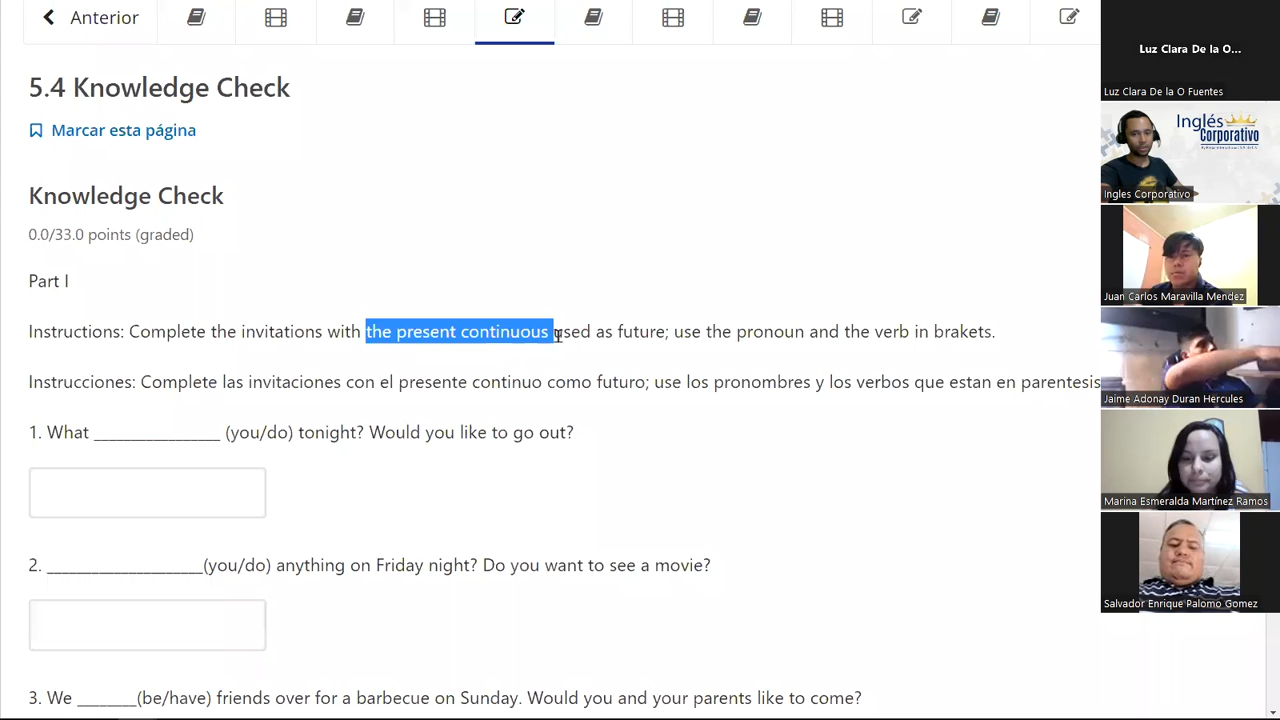 Anterior
5.4 Knowledge Check
Marcar esta página
Knowledge Check
0.0/33.0 points (graded)
Part I
Instructions: Complete the invitations with the present continuous used as future; use the pronoun and the verb in brakets.
Instrucciones: Complete las invitaciones con el presente continuo como futuro; use los pronombres y los verbos que estan en parentesis
1. What ________________ (you/do) tonight? Would you like to go out?
2. ____________________(you/do) anything on Friday night? Do you want to see a movie?
3. We _______(be/have) friends over for a barbecue on Sunday. Would you and your parents like to come?
Luz Clara De la O...
Luz Clara De la O Fuentes
Inglés
Corporativo
Ingles Corporativo
Juan Carlos Maravilla Mendez
Jaime Adonay Duran Hercules
Marina Esmeralda Martínez Ramos
Salvador Enrique Palomo Gomez